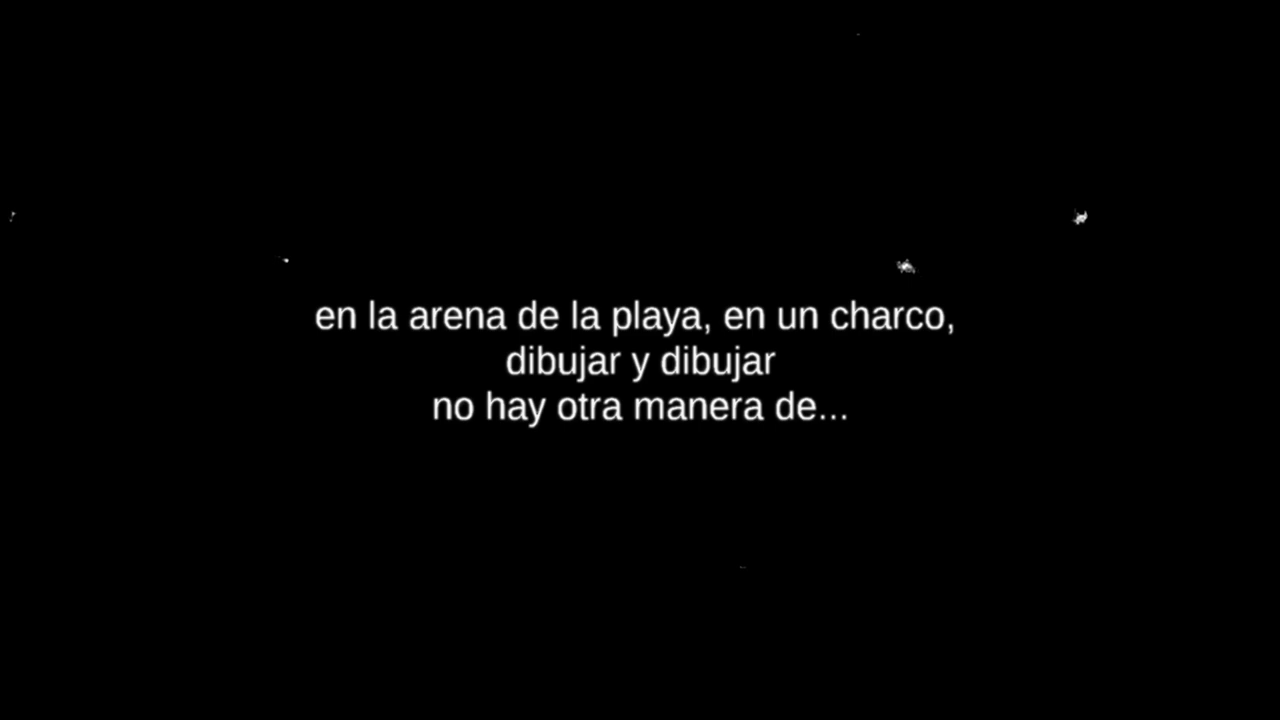 en la arena de la playa, en un charco,
dibujar y dibujar
no hay otra manera de...